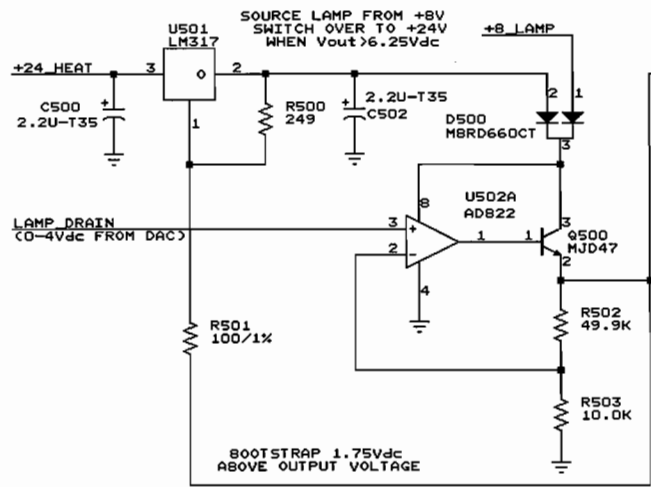 SOURCE LAMP FROM +8V
SWITCH OVER TO +24V
WHEN Vout>6.25Vdc
U501
LM317
+8_LAMP
+24_HEAT
3
O
2
1
C500
2.2U-T35
+
R500
249
+
2.2U-T35
C502
2
1
D500
MBRD660CT
3
8
U502A
AD822
LAMP_DRAIN
(0-4Vdc FROM DAC)
3
+
2
-
1
1
3
Q500
MJD47
2
4
R501
100/1%
R502
49.9K
R503
10.0K
BOOTSTRAP 1.75Vdc
ABOVE OUTPUT VOLTAGE